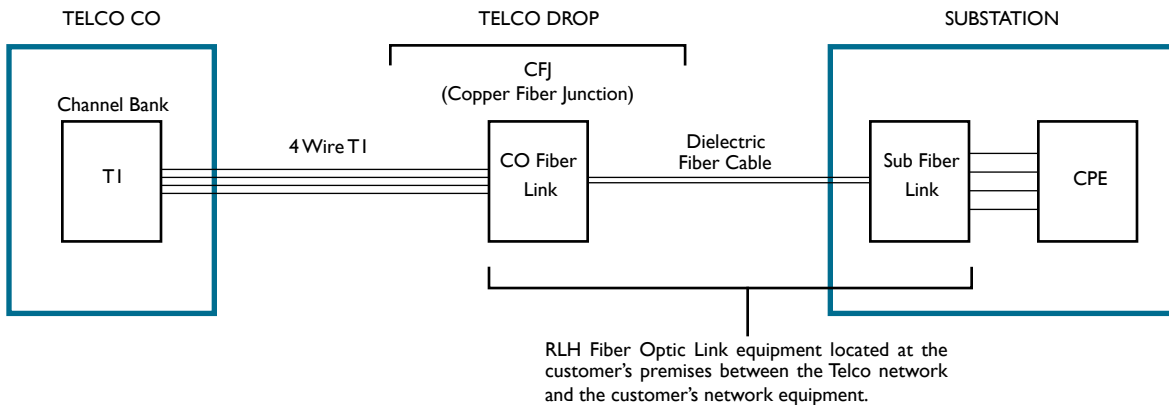 TELCO CO
TELCO DROP
SUBSTATION
CFJ
(Copper Fiber Junction)
Channel Bank
T1
4 Wire T1
CO Fiber
Link
Dielectric
Fiber Cable
Sub Fiber
Link
CPE
RLH Fiber Optic Link equipment located at the
customer's premises between the Telco network
and the customer's network equipment.